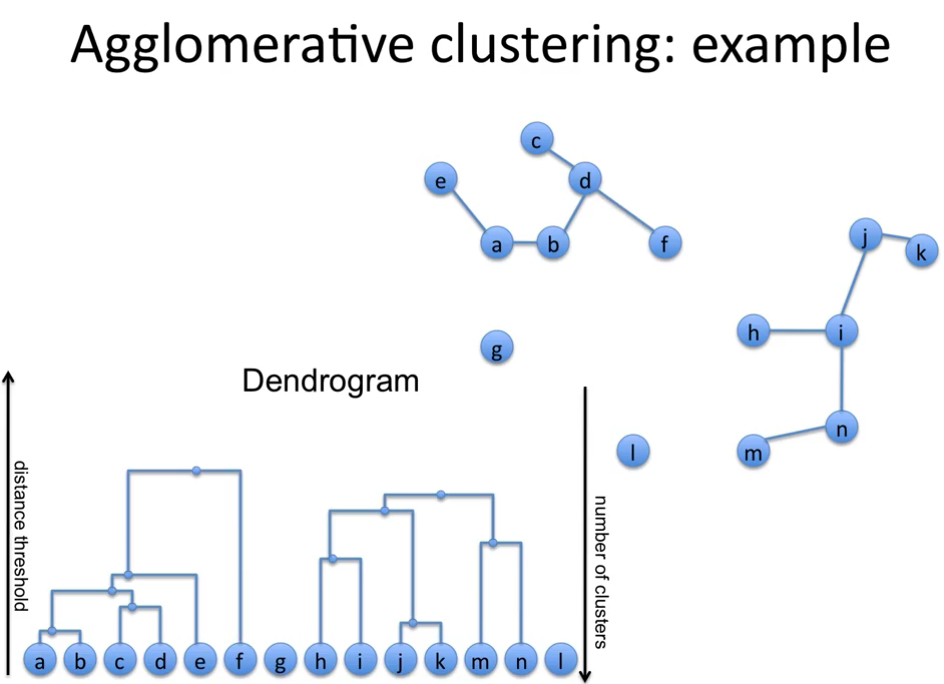 Agglomerative clustering: example
c
e
d
a
b
f
j
k
h
i
g
Dendrogram
n
l
m
distance threshold
number of clusters
a b c d e f g h i j k m n l